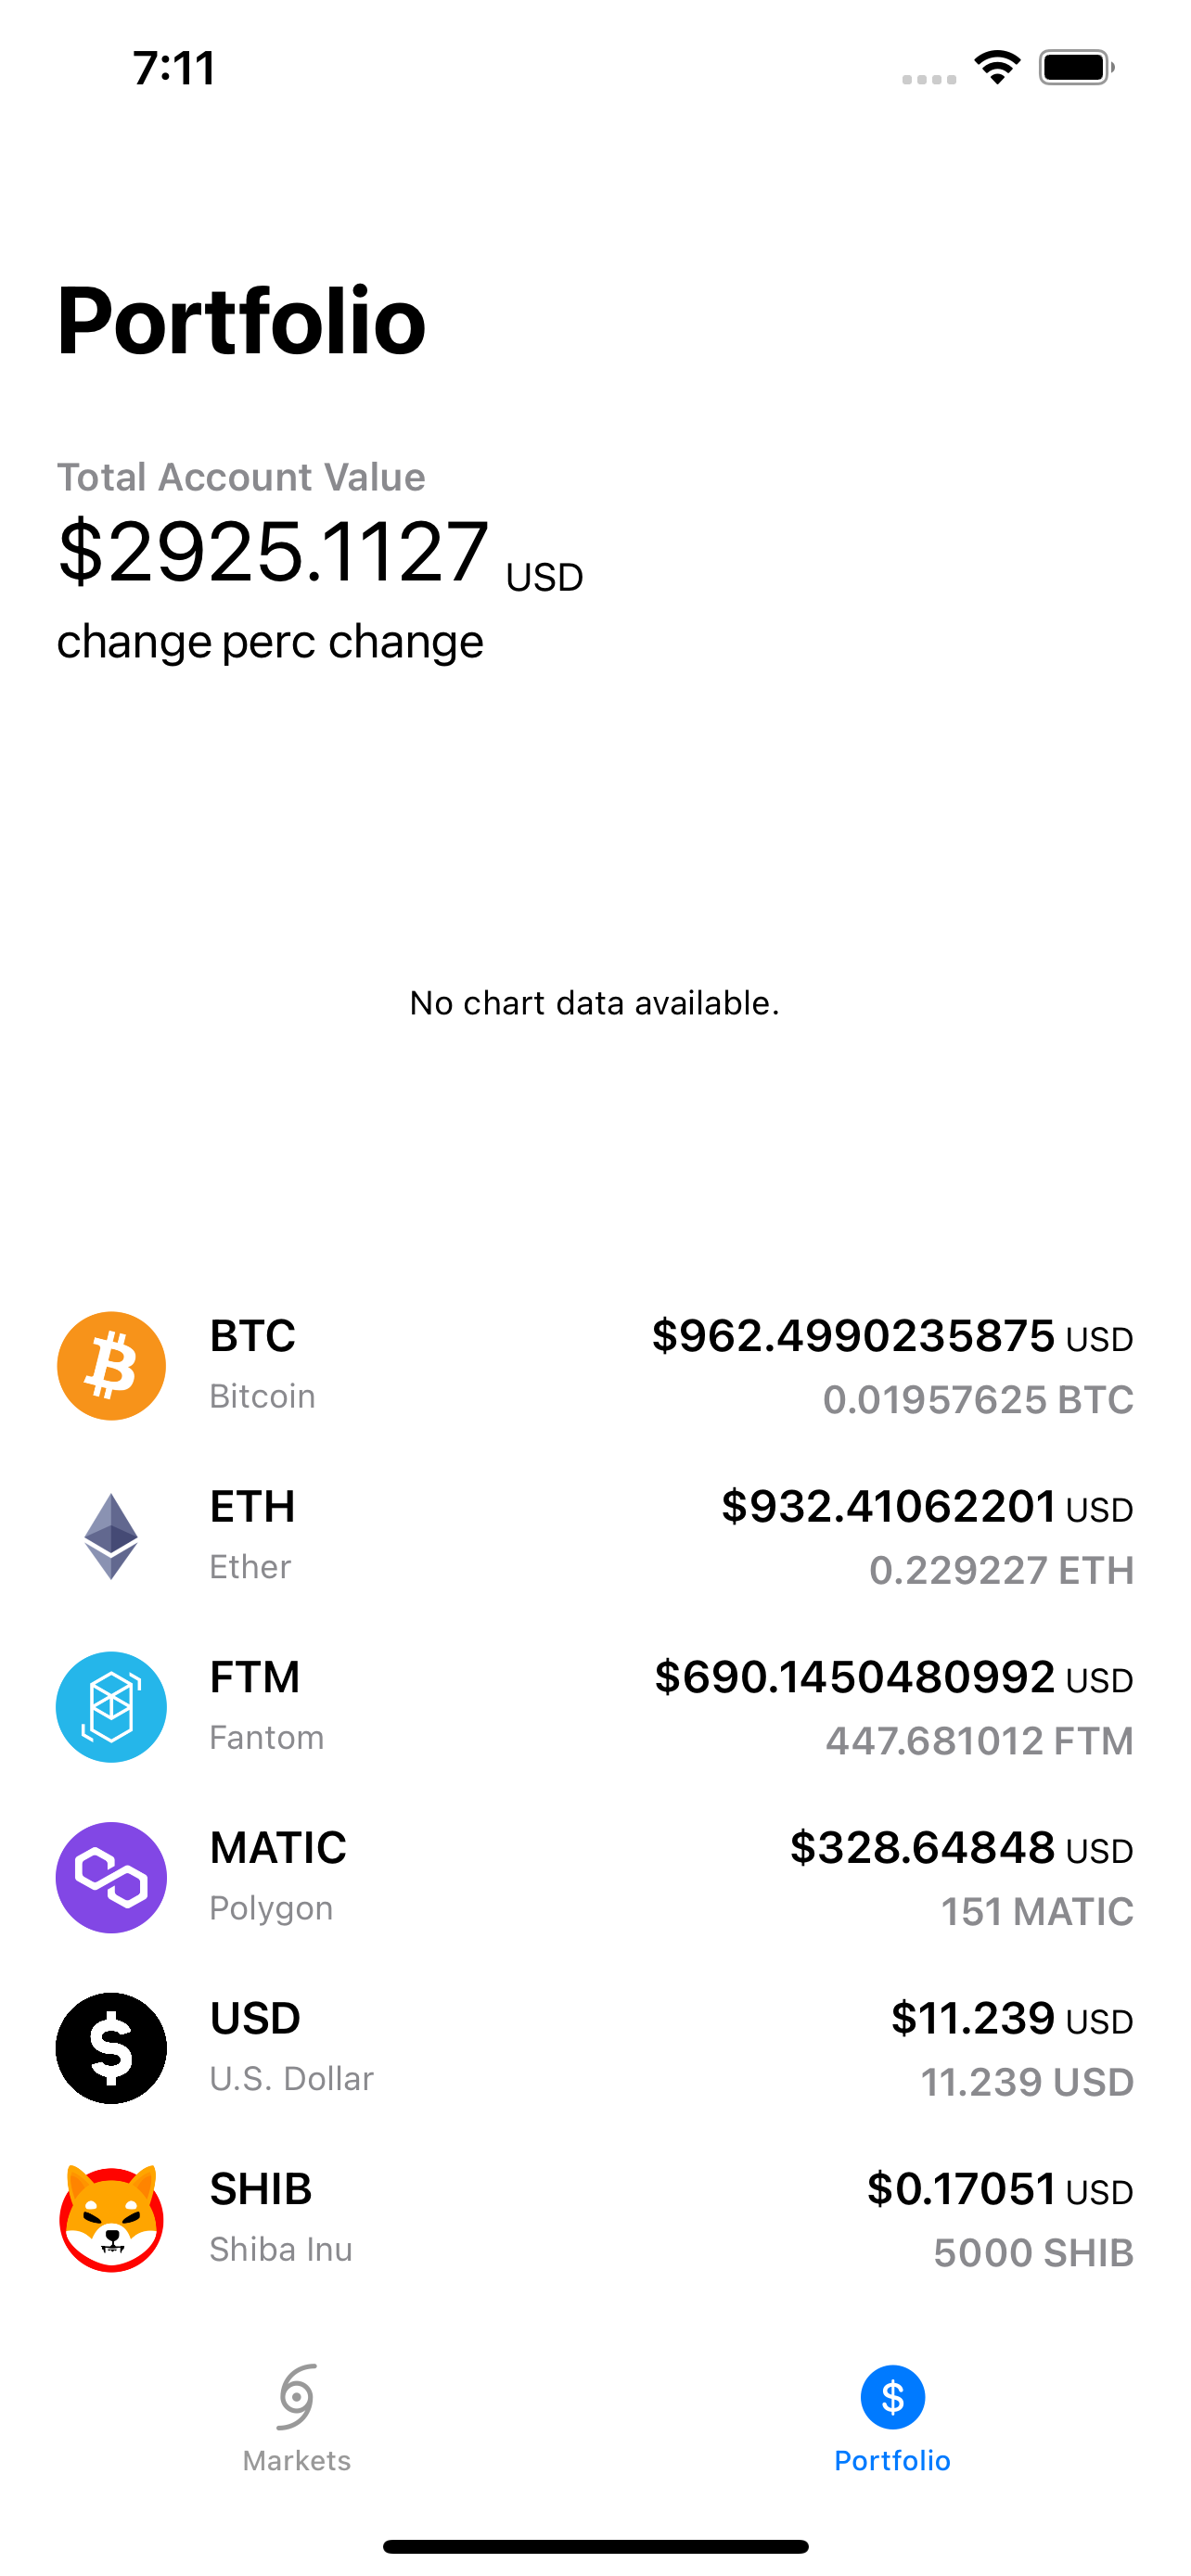 7:11
Portfolio
Total Account Value
$2925.1127 USD
change perc change
No chart data available.
BTC $962.4990235875 USD
Bitcoin 0.01957625 BTC
ETH $932.41062201 USD
Ether 0.229227 ETH
FTM $690.1450480992 USD
Fantom 447.681012 FTM
MATIC $328.64848 USD
Polygon 151 MATIC
USD $11.239 USD
U.S. Dollar 11.239 USD
SHIB $0.17051 USD
Shiba Inu 5000 SHIB
Markets Portfolio